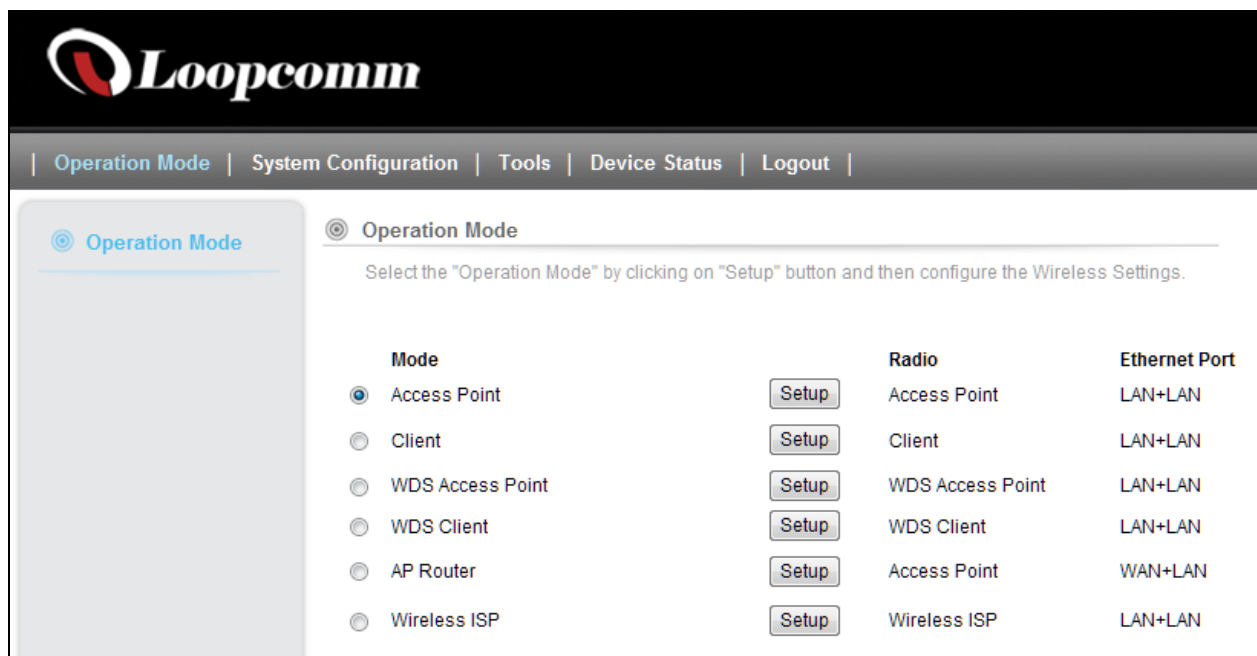 Loopcomm
| Operation Mode | System Configuration | Tools | Device Status | Logout |
Operation Mode
Operation Mode
Select the "Operation Mode" by clicking on "Setup" button and then configure the Wireless Settings.
Mode Radio Ethernet Port
Access Point Setup Access Point LAN+LAN
Client Setup Client LAN+LAN
WDS Access Point Setup WDS Access Point LAN+LAN
WDS Client Setup WDS Client LAN+LAN
AP Router Setup Access Point WAN+LAN
Wireless ISP Setup Wireless ISP LAN+LAN